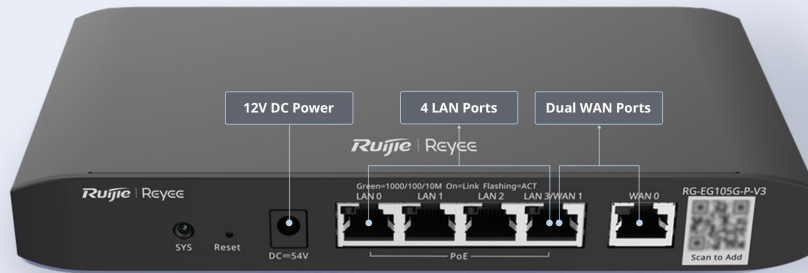 12V DC Power
4 LAN Ports
Dual WAN Ports
Ruijie | Reyee
Ruijie | Reyee
Green=1000/100/10M On=Link Flashing=ACT
LAN 0
LAN 1
LAN 2
LAN 3/WAN 1
WAN 0
RG-EG105G-P-V3
SYS
Reset
DC⎓54V
PoE
Scan to Add